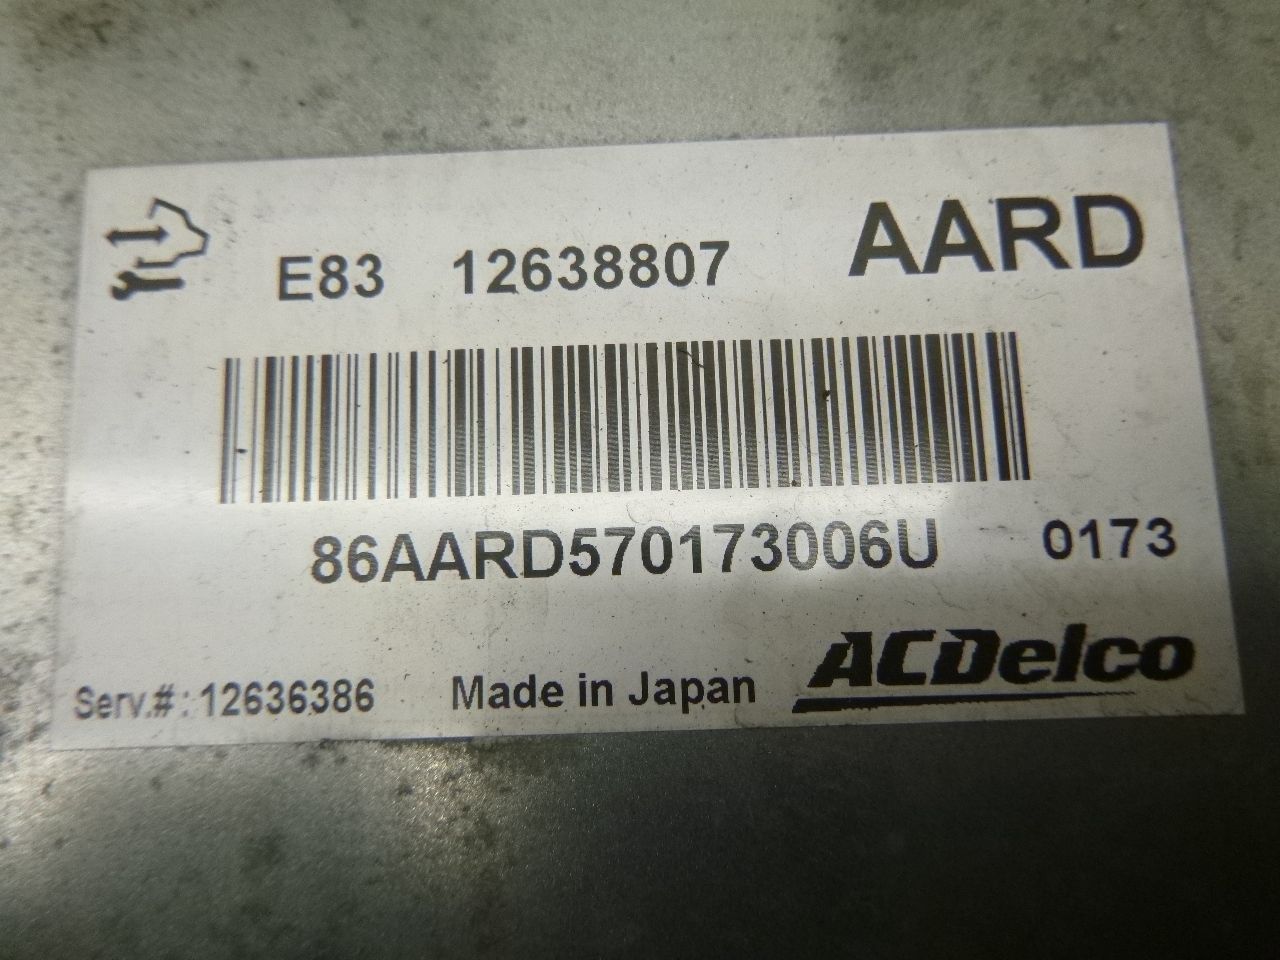 E83 12638807 AARD
86AARD570173006U 0173
Serv.#: 12636386 Made in Japan ACDelco